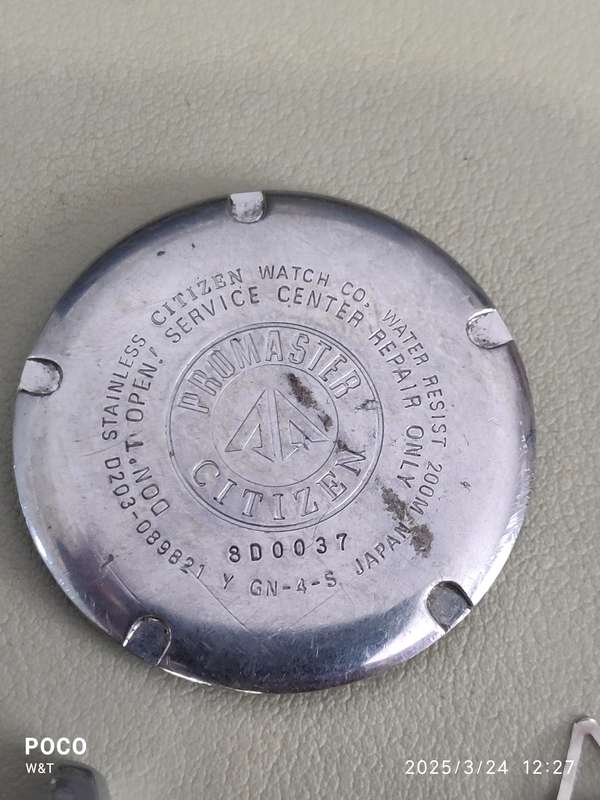 CITIZEN WATCH CO. WATER RESIST 200M
DON'T OPEN! SERVICE CENTER REPAIR ONLY
D203-089821 Y GN-4-S JAPAN
STAINLESS
PROMASTER
CITIZEN
8D0037
POCO
W&T
2025/3/24 12:27